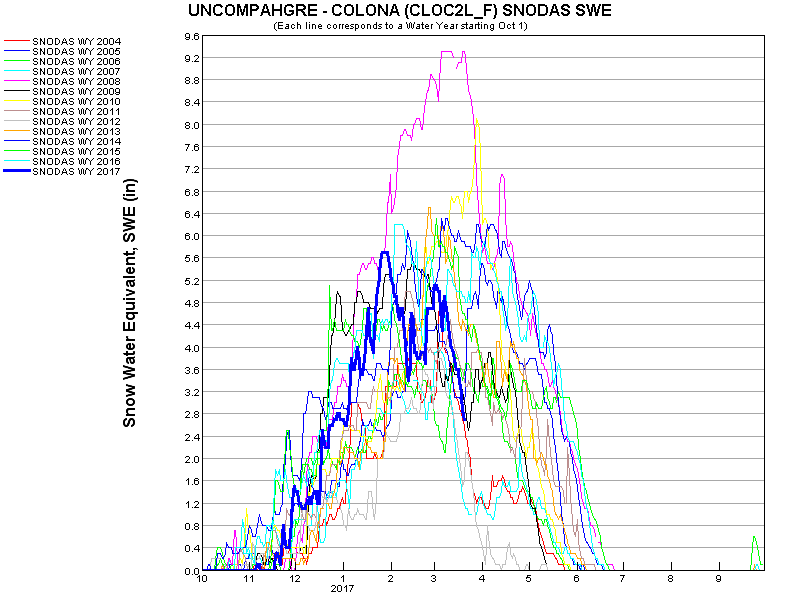 UNCOMPAHGRE - COLONA (CLOC2L_F) SNODAS SWE
(Each line corresponds to a Water Year starting Oct 1)
SNODAS WY 2004
SNODAS WY 2005
SNODAS WY 2006
SNODAS WY 2007
SNODAS WY 2008
SNODAS WY 2009
SNODAS WY 2010
SNODAS WY 2011
SNODAS WY 2012
SNODAS WY 2013
SNODAS WY 2014
SNODAS WY 2015
SNODAS WY 2016
SNODAS WY 2017
Snow Water Equivalent, SWE (in)
9.6
9.2
8.8
8.4
8.0
7.6
7.2
6.8
6.4
6.0
5.6
5.2
4.8
4.4
4.0
3.6
3.2
2.8
2.4
2.0
1.6
1.2
0.8
0.4
0.0
10 11 12 1 2 3 4 5 6 7 8 9
2017